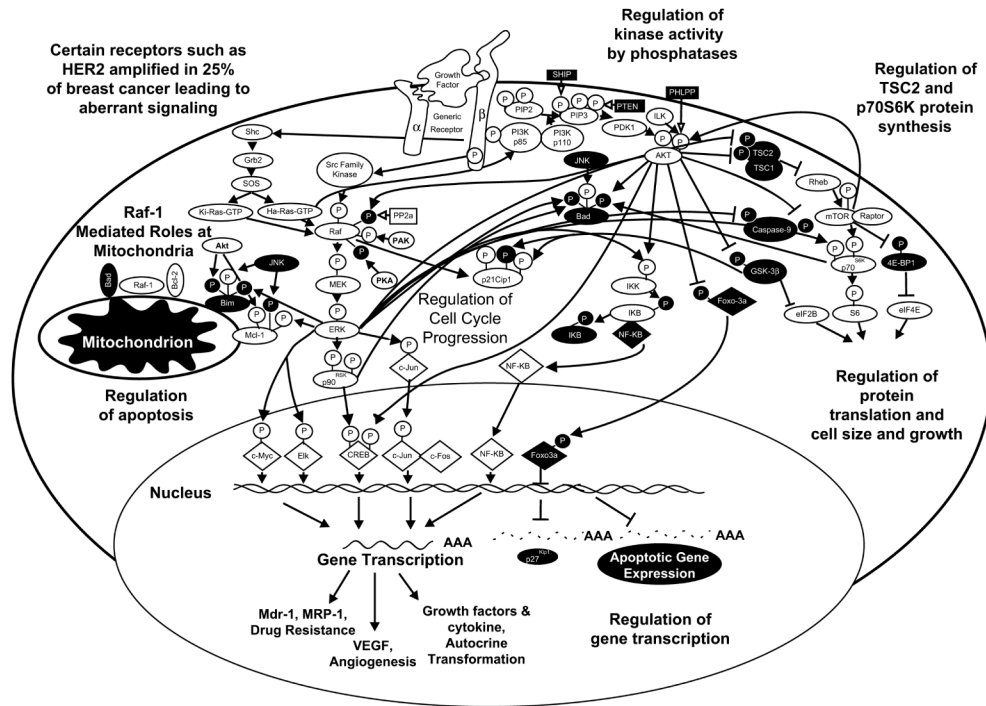 Certain receptors such as
HER2 amplified in 25%
of breast cancer leading to
aberrant signaling
Regulation of
kinase activity
by phosphatases
Regulation of
TSC2 and
p70S6K protein
synthesis
Growth
Factor
α
Generic
Receptor
β
SHIP
PTEN
PHLPP
P
P
PIP2
P
P
P
PIP3
P
PI3K
p85
PI3K
p110
PDK1
ILK
P
P
AKT
P
TSC2
TSC1
P
Rheb
P
mTOR
Raptor
Shc
Grb2
SOS
Ki-Ras-GTP
Ha-Ras-GTP
Src Family
Kinase
P
P
Raf
P
PP2a
P
PAK
P
P
PKA
JNK
P
P
P
Bad
P
Caspase-9
P
P
P
p70
S6K
P
4E-BP1
Raf-1
Mediated Roles at
Mitochondria
Akt
JNK
Bad
Raf-1
Bcl-2
P
P
P
Bim
P
P
P
Mcl-1
Mitochondrion
Regulation
of apoptosis
P
MEK
P
ERK
P
P
p90
RSK
P
c-Jun
P
P
P
p21Cip1
Regulation of
Cell Cycle
Progression
P
P
IKK
P
IKB
NF-KB
P
IKB
NF-KB
P
Foxo-3a
P
GSK-3β
eIF2B
P
S6
eIF4E
Regulation of
protein
translation and
cell size and growth
Nucleus
P
c-Myc
P
Elk
P
P
CREB
P
c-Jun
c-Fos
NF-KB
P
Foxo3a
AAA
Gene Transcription
AAA
p27
Kip1
AAA
Apoptotic Gene
Expression
Mdr-1, MRP-1,
Drug Resistance
VEGF,
Angiogenesis
Growth factors &
cytokine,
Autocrine
Transformation
Regulation of
gene transcription